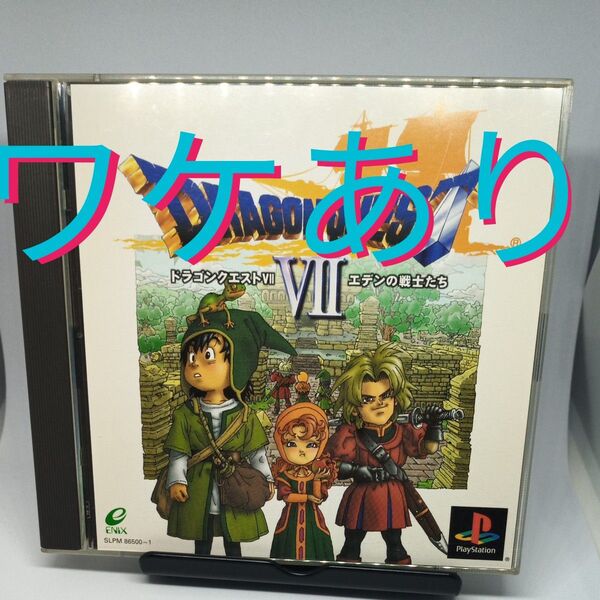 ワケあり
DRAGON QUEST
®
ドラゴンクエストVII エデンの戦士たち
VII
ENIX
SLPM 86500~1
PlayStation
®